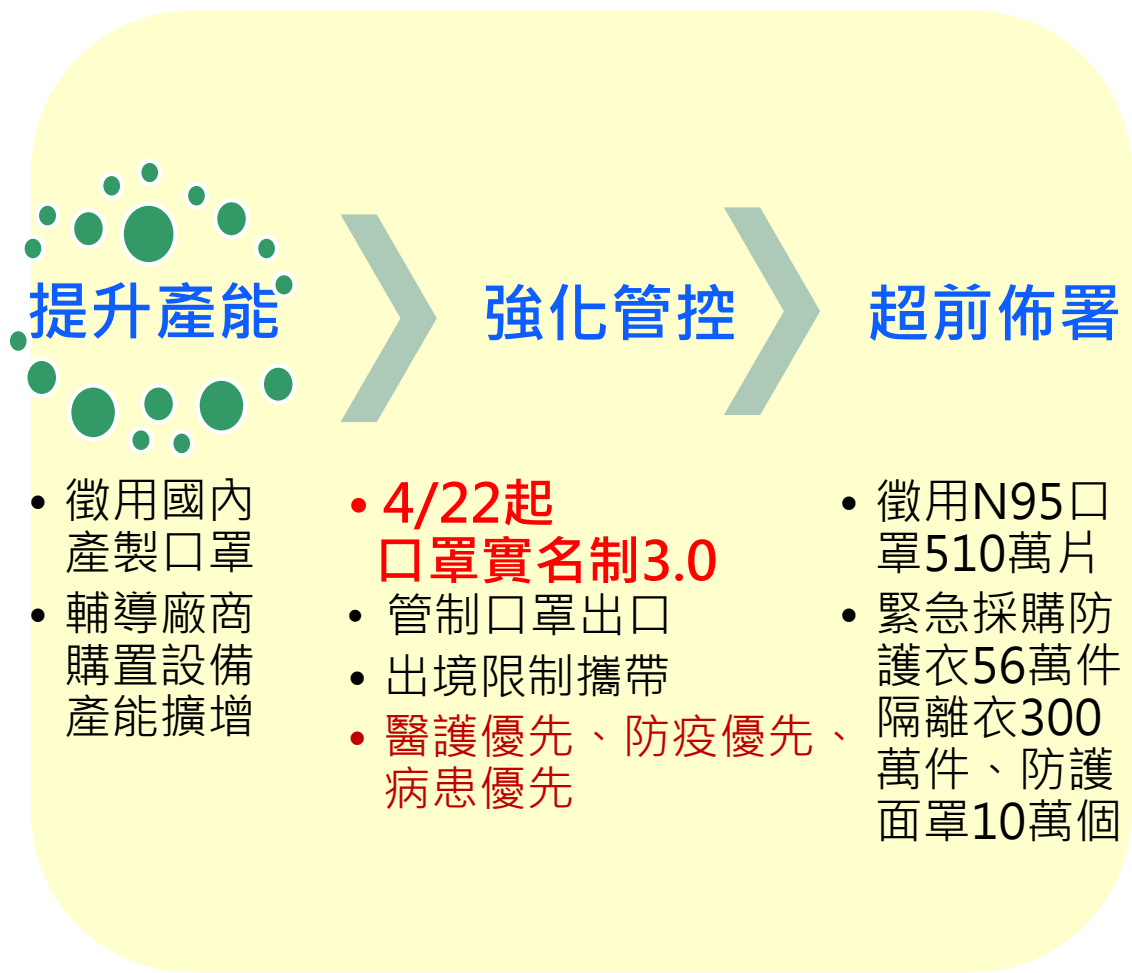 提升產能
強化管控
超前佈署
• 徵用國內
產製口罩
• 輔導廠商
購置設備
產能擴增
• 4/22起
口罩實名制3.0
• 管制口罩出口
• 出境限制攜帶
• 醫護優先、防疫優先、
病患優先
• 徵用N95口
罩510萬片
• 緊急採購防
護衣56萬件
隔離衣300
萬件、防護
面罩10萬個